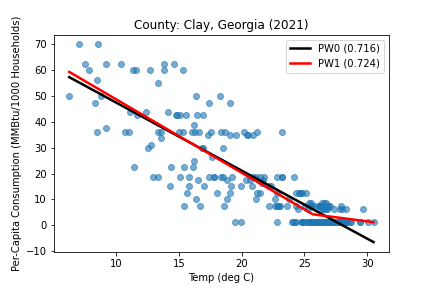 County: Clay, Georgia (2021)
Per-Capita Consumption (MMBtu/1000 Households)
70
60
50
40
30
20
10
0
−10
PW0 (0.716)
PW1 (0.724)
10
15
20
25
30
Temp (deg C)